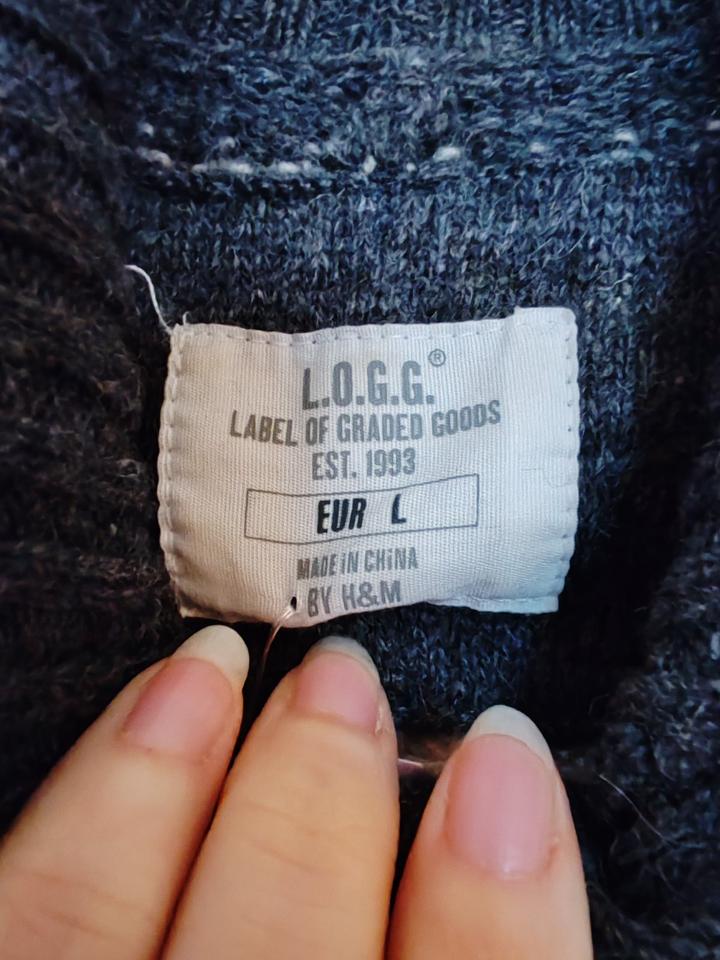 L.O.G.G.®
LABEL OF GRADED GOODS
EST. 1993
EUR L
MADE IN CHINA
BY H&M